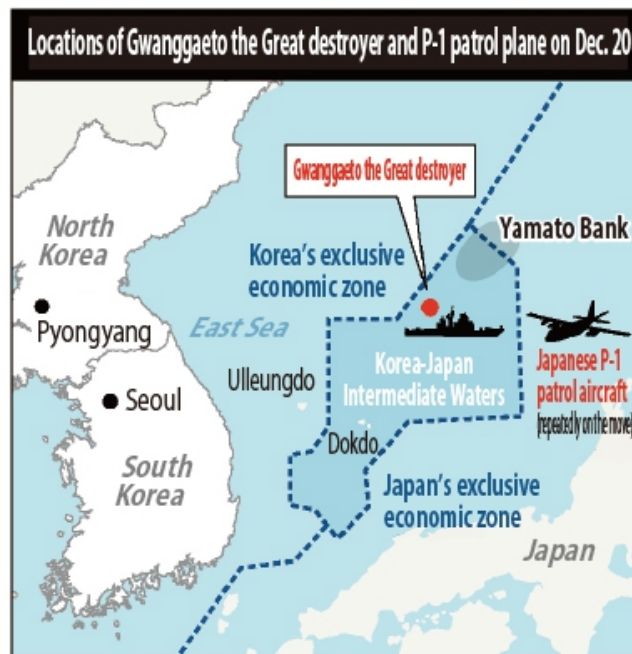 Locations of Gwanggaeto the Great destroyer and P-1 patrol plane on Dec. 20
Gwanggaeto the Great destroyer
Yamato Bank
North
Korea
Korea's exclusive
economic zone
East Sea
Pyongyang
Japanese P-1
patrol aircraft
(repeatedly on the move)
Korea-Japan
Intermediate Waters
Ulleungdo
Seoul
Dokdo
South
Korea
Japan's exclusive
economic zone
Japan